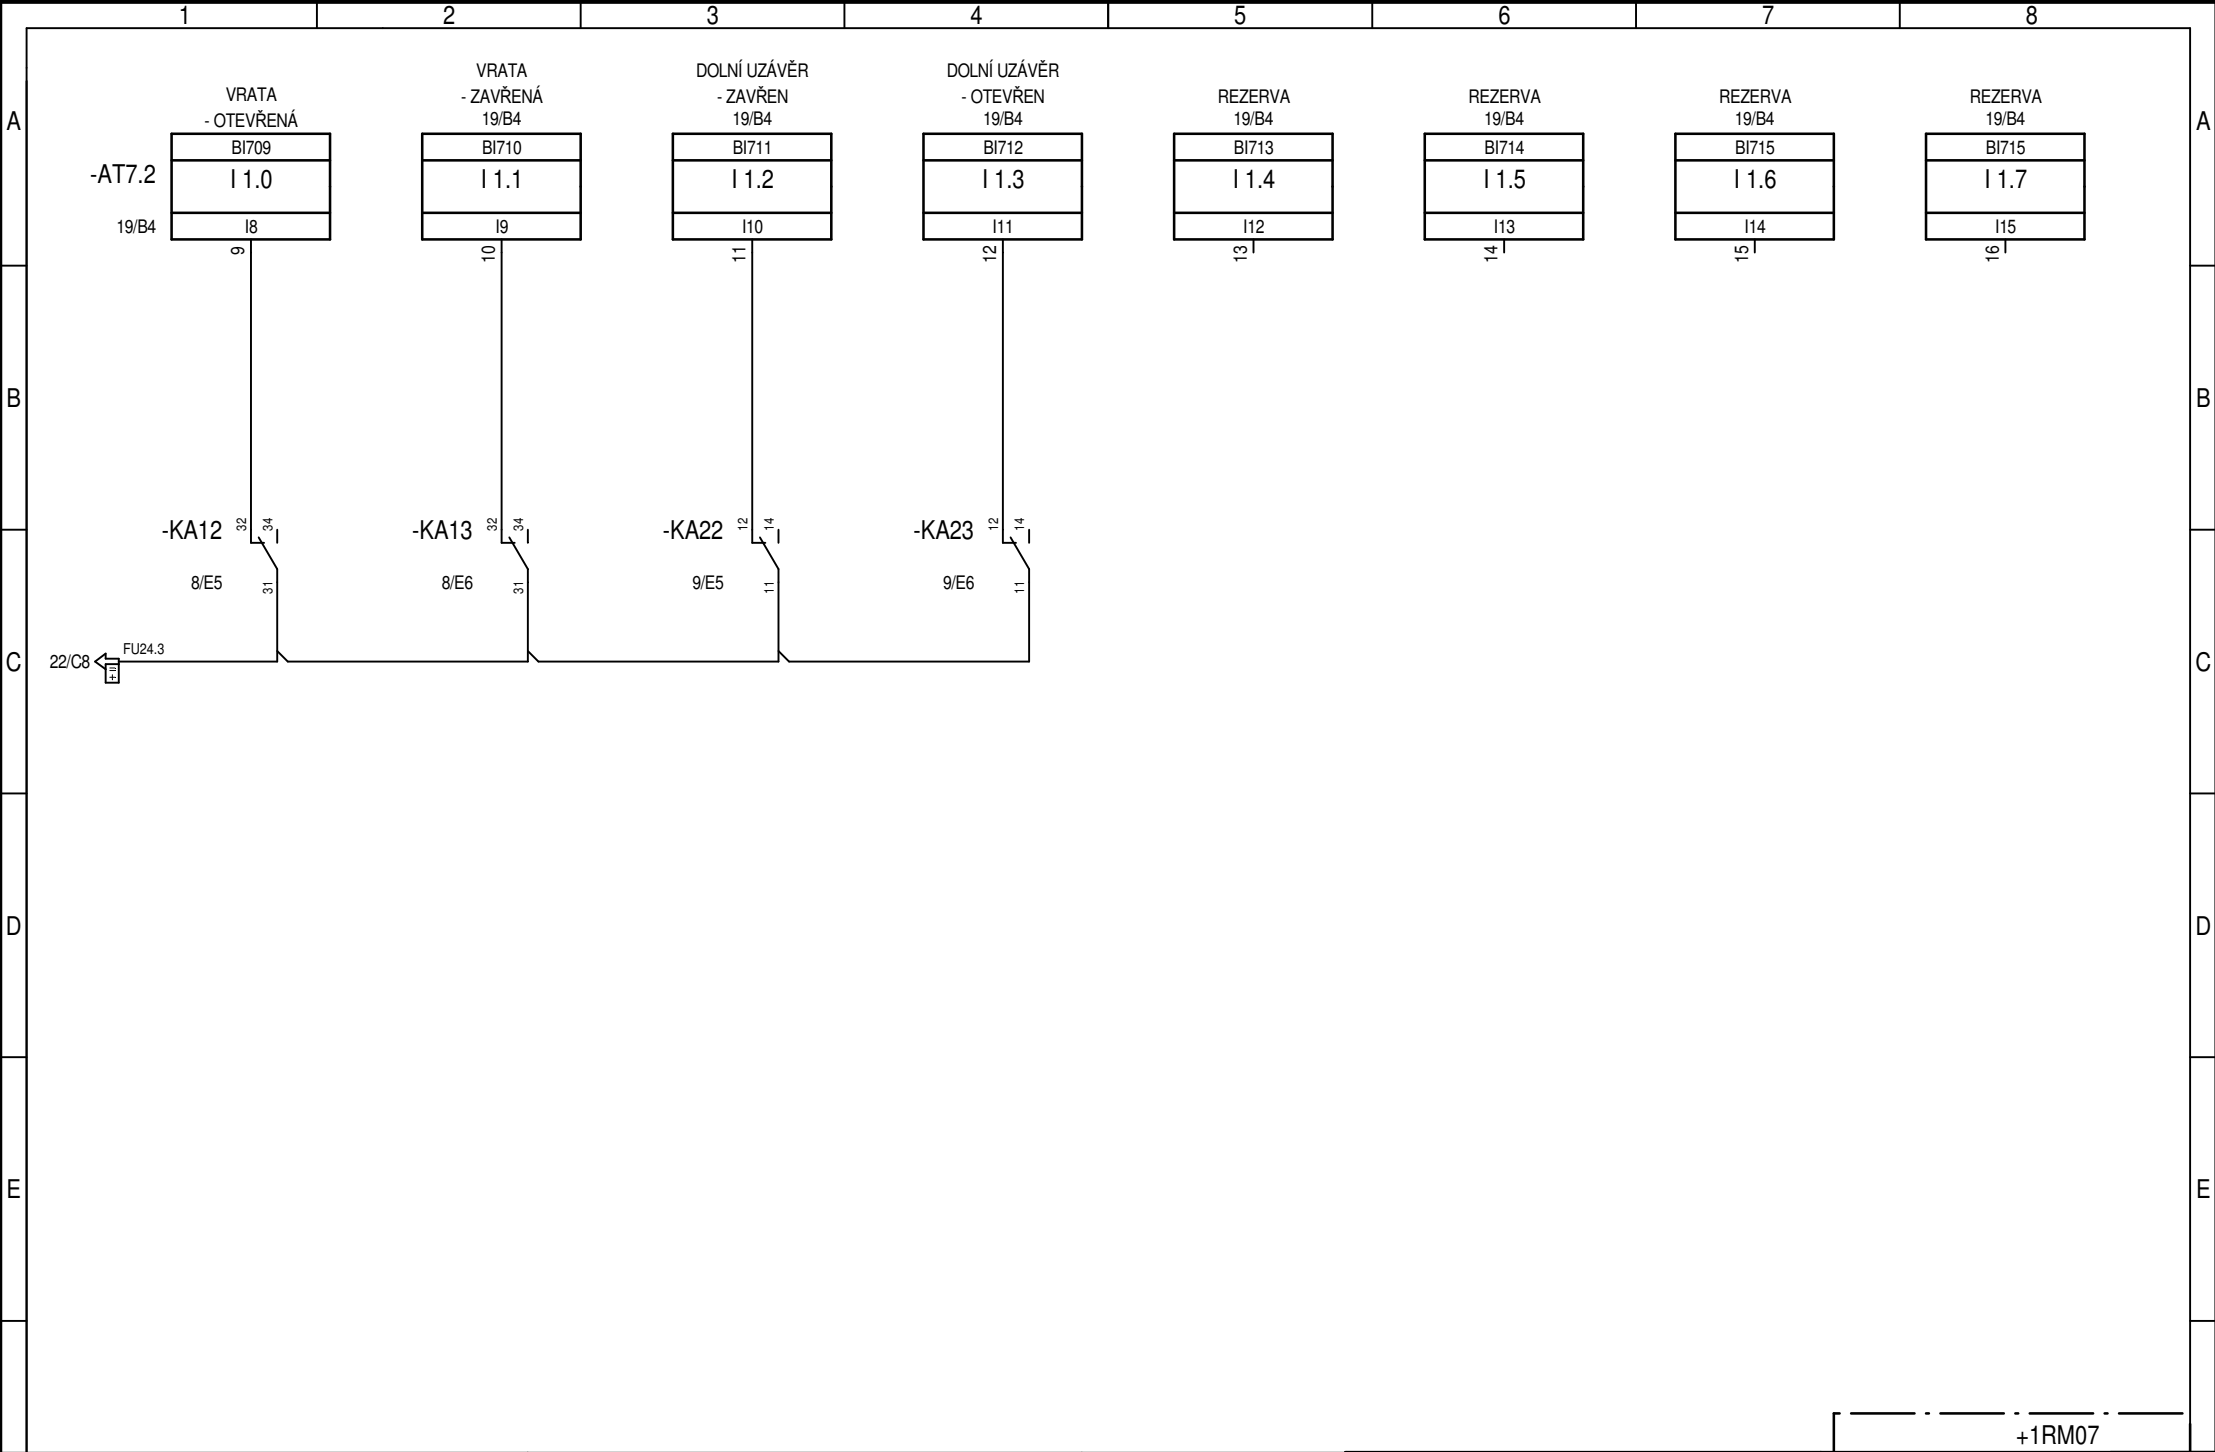 1 2 3 4 5 6 7 8
VRATA
- OTEVŘENÁ
VRATA
- ZAVŘENÁ
19/B4
DOLNÍ UZÁVĚR
- ZAVŘEN
19/B4
DOLNÍ UZÁVĚR
- OTEVŘEN
19/B4
REZERVA
19/B4
REZERVA
19/B4
REZERVA
19/B4
REZERVA
19/B4
A A
BI709 BI710 BI711 BI712 BI713 BI714 BI715 BI715
-AT7.2 I 1.0 I 1.1 I 1.2 I 1.3 I 1.4 I 1.5 I 1.6 I 1.7
19/B4 I8 I9 I10 I11 I12 I13 I14 I15
9 10 11 12 13 14 15 16
B B
-KA12 32 34 -KA13 32 34 -KA22 12 14 -KA23 12 14
8/E5 31 8/E6 31 9/E5 11 9/E6 11
FU24.3
C 22/C8 C
D D
E E
+1RM07